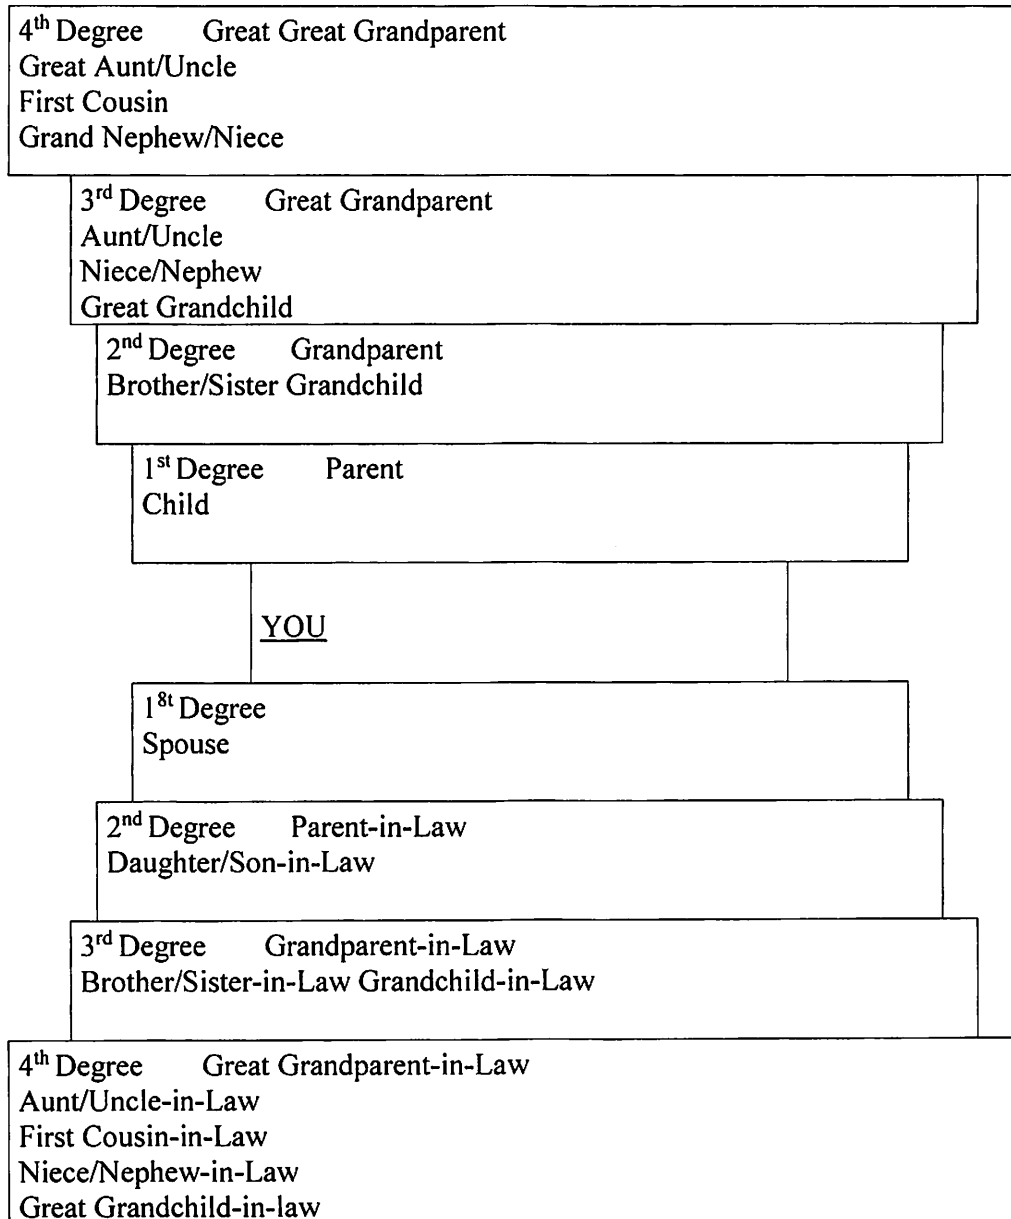 4th Degree Great Great Grandparent
Great Aunt/Uncle
First Cousin
Grand Nephew/Niece
3rd Degree Great Grandparent
Aunt/Uncle
Niece/Nephew
Great Grandchild
2nd Degree Grandparent
Brother/Sister Grandchild
1st Degree Parent
Child
YOU
18t Degree
Spouse
2nd Degree Parent-in-Law
Daughter/Son-in-Law
3rd Degree Grandparent-in-Law
Brother/Sister-in-Law Grandchild-in-Law
4th Degree Great Grandparent-in-Law
Aunt/Uncle-in-Law
First Cousin-in-Law
Niece/Nephew-in-Law
Great Grandchild-in-law